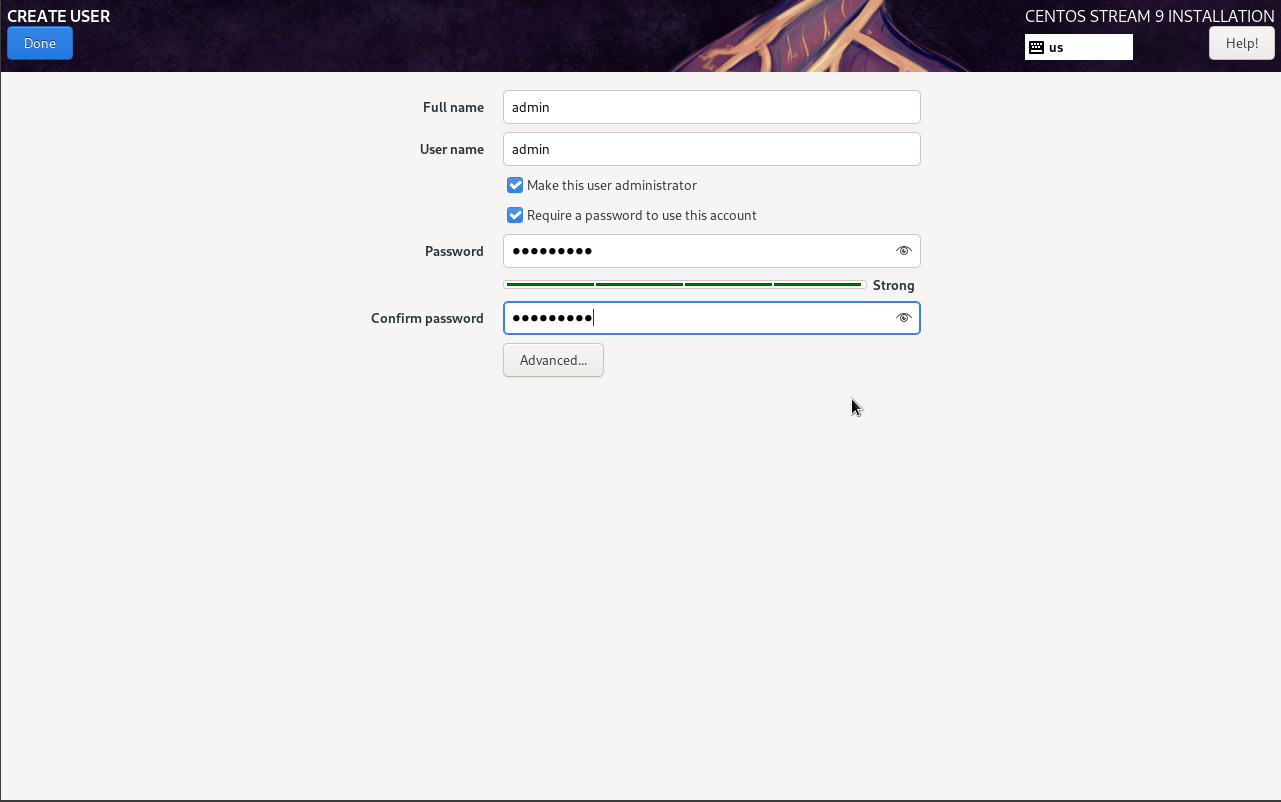 CREATE USER
CENTOS STREAM 9 INSTALLATION
Done
us
Help!
Full name
admin
User name
admin
Make this user administrator
Require a password to use this account
Password
●●●●●●●●●
Strong
Confirm password
●●●●●●●●●
Advanced...